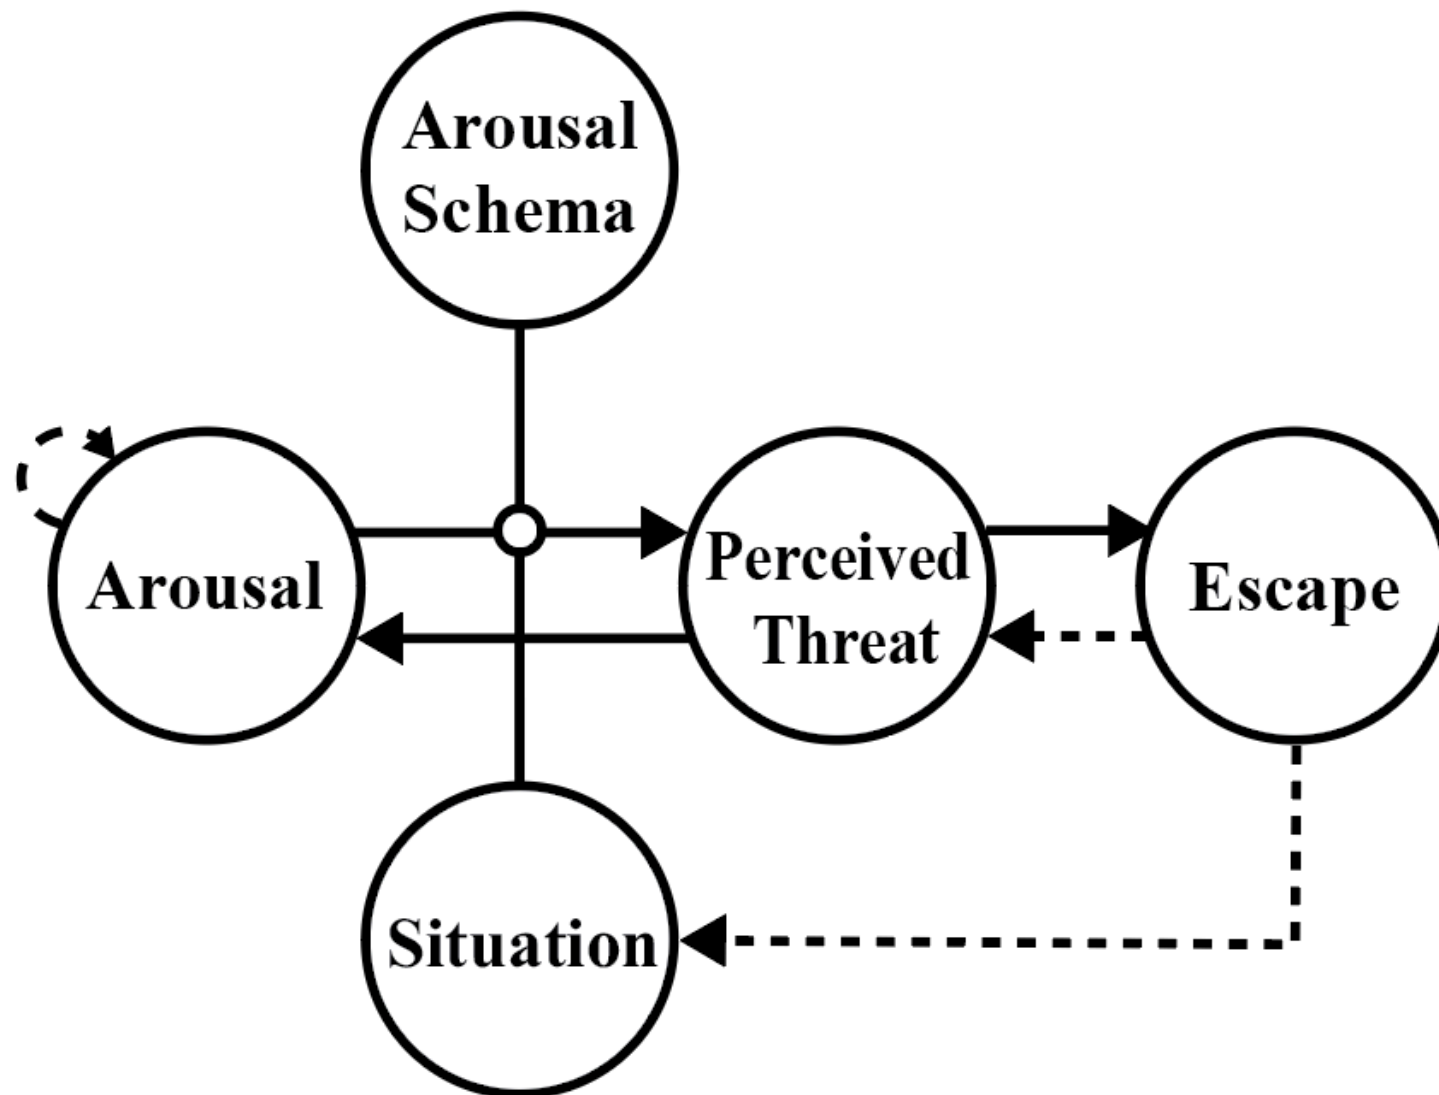 Arousal
Schema
Arousal
Perceived
Threat
Escape
Situation